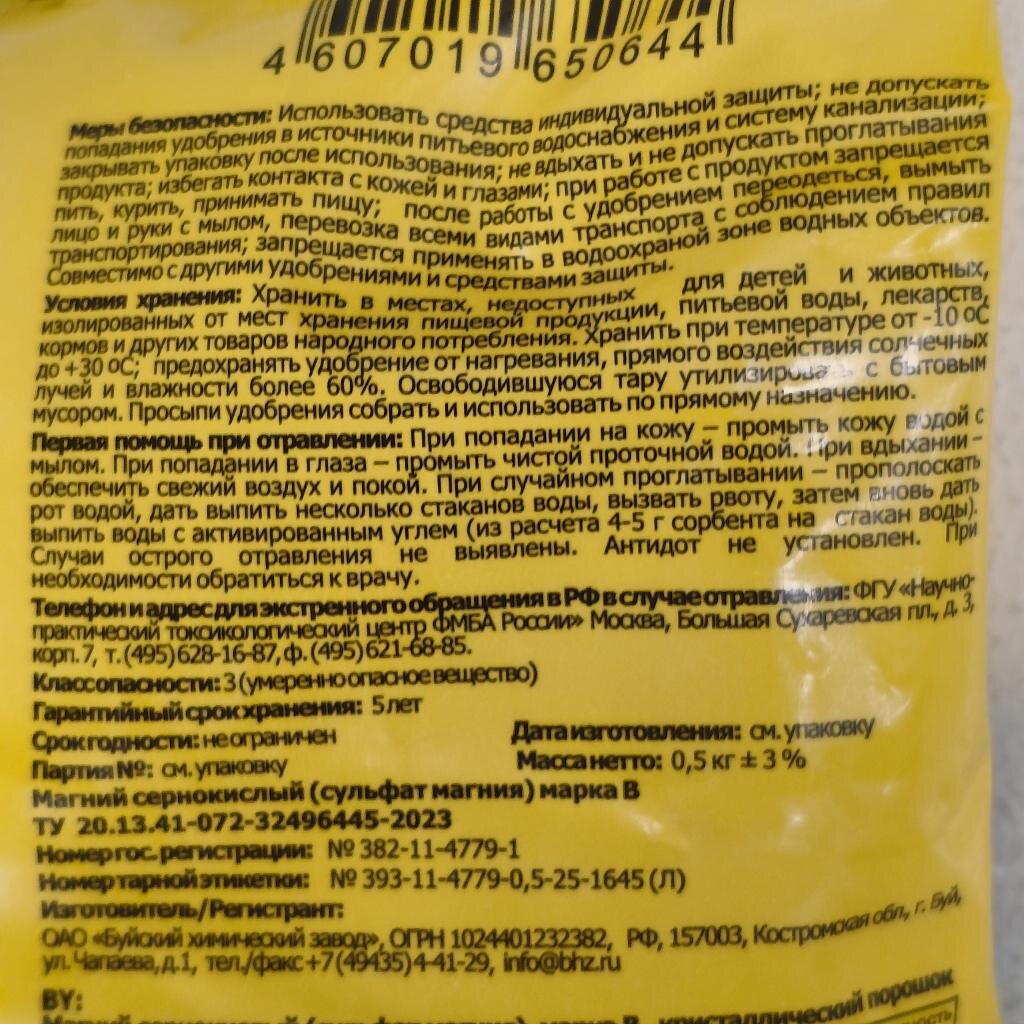 4 607019 650644
Меры безопасности: Использовать средства индивидуальной защиты; не допускать
попадания удобрения в источники питьевого водоснабжения и систему канализации;
закрывать упаковку после использования; не вдыхать и не допускать проглатывания
продукта; избегать контакта с кожей и глазами; при работе с продуктом запрещается
пить, курить, принимать пищу; после работы с удобрением переодеться, вымыть
лицо и руки с мылом, перевозка всеми видами транспорта с соблюдением правил
транспортирования; запрещается применять в водоохраной зоне водных объектов.
Совместимо с другими удобрениями и средствами защиты.
Условия хранения: Хранить в местах, недоступных для детей и животных,
изолированных от мест хранения пищевой продукции, питьевой воды, лекарств,
кормов и других товаров народного потребления. Хранить при температуре от -10 оС
до +30 оС; предохранять удобрение от нагревания, прямого воздействия солнечных
лучей и влажности более 60%. Освободившуюся тару утилизировать с бытовым
мусором. Просыпи удобрения собрать и использовать по прямому назначению.
Первая помощь при отравлении: При попадании на кожу – промыть кожу водой с
мылом. При попадании в глаза – промыть чистой проточной водой. При вдыхании –
обеспечить свежий воздух и покой. При случайном проглатывании – прополоскать
рот водой, дать выпить несколько стаканов воды, вызвать рвоту, затем вновь дать
выпить воды с активированным углем (из расчета 4-5 г сорбента на стакан воды).
Случаи острого отравления не выявлены. Антидот не установлен. При
необходимости обратиться к врачу.
Телефон и адрес для экстренного обращения в РФ в случае отравления: ФГУ «Научно-
практический токсикологический центр ФМБА России» Москва, Большая Сухаревская пл., д. 3,
корп. 7, т. (495) 628-16-87, ф. (495) 621-68-85.
Класс опасности: 3 (умеренно опасное вещество)
Гарантийный срок хранения: 5 лет
Срок годности: не ограничен Дата изготовления: см. упаковку
Партия №: см. упаковку Масса нетто: 0,5 кг ± 3 %
Магний сернокислый (сульфат магния) марка В
ТУ 20.13.41-072-32496445-2023
Номер гос. регистрации: № 382-11-4779-1
Номер тарной этикетки: № 393-11-4779-0,5-25-1645 (Л)
Изготовитель/Регистрант:
ОАО «Буйский химический завод», ОГРН 1024401232382, РФ, 157003, Костромская обл., г. Буй,
ул. Чапаева, д.1, тел./факс +7 (49435) 4-41-29, info@bhz.ru
BY:
Магний сернокислый (сульфат магния) марка В, кристаллический порошок